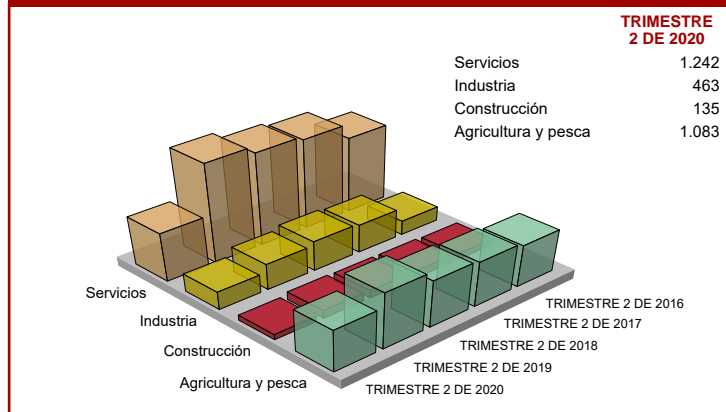 TRIMESTRE
2 DE 2020
Servicios 1.242
Industria 463
Construcción 135
Agricultura y pesca 1.083
Servicios
Industria
Construcción
Agricultura y pesca
TRIMESTRE 2 DE 2016
TRIMESTRE 2 DE 2017
TRIMESTRE 2 DE 2018
TRIMESTRE 2 DE 2019
TRIMESTRE 2 DE 2020